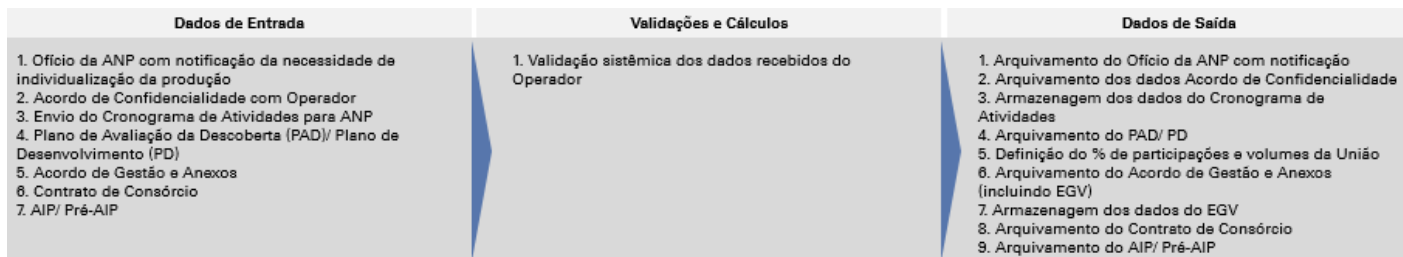 Dados de Entrada
1. Ofício da ANP com notificação da necessidade de
individualização da produção
2. Acordo de Confidencialidade com Operador
3. Envio do Cronograma de Atividades para ANP
4. Plano de Avaliação da Descoberta (PAD)/ Plano de
Desenvolvimento (PD)
5. Acordo de Gestão e Anexos
6. Contrato de Consórcio
7. AIP/ Pré-AIP
Validações e Cálculos
1. Validação sistêmica dos dados recebidos do
Operador
Dados de Saída
1. Arquivamento do Ofício da ANP com notificação
2. Arquivamento dos dados Acordo de Confidencialidade
3. Armazenagem dos dados do Cronograma de
Atividades
4. Arquivamento do PAD/ PD
5. Definição do % de participações e volumes da União
6. Arquivamento do Acordo de Gestão e Anexos
(incluindo EGV)
7. Armazenagem dos dados do EGV
8. Arquivamento do Contrato de Consórcio
9. Arquivamento do AIP/ Pré-AIP